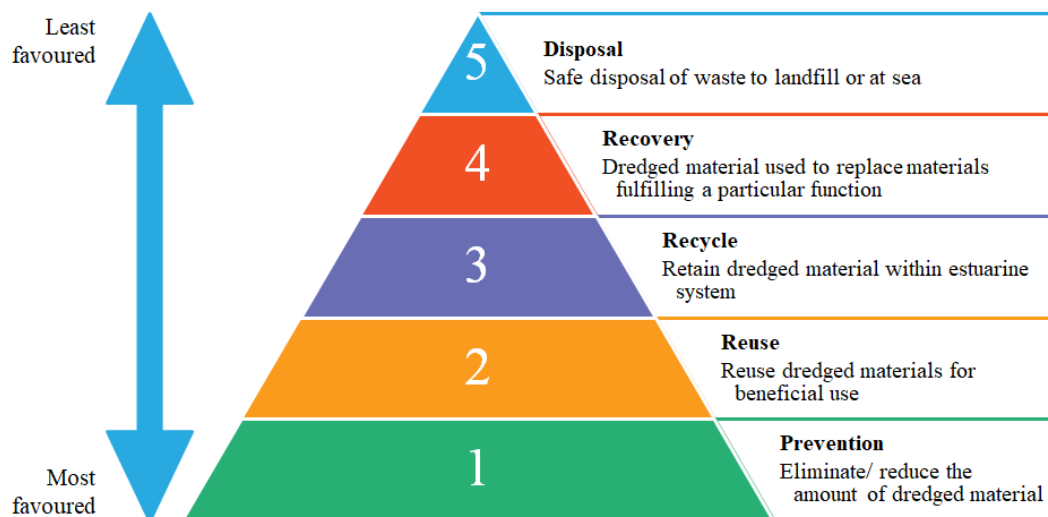 Least
favoured
5
Disposal
Safe disposal of waste to landfill or at sea
4
Recovery
Dredged material used to replace materials
fulfilling a particular function
3
Recycle
Retain dredged material within estuarine
system
2
Reuse
Reuse dredged materials for
beneficial use
1
Prevention
Eliminate/ reduce the
amount of dredged material
Most
favoured